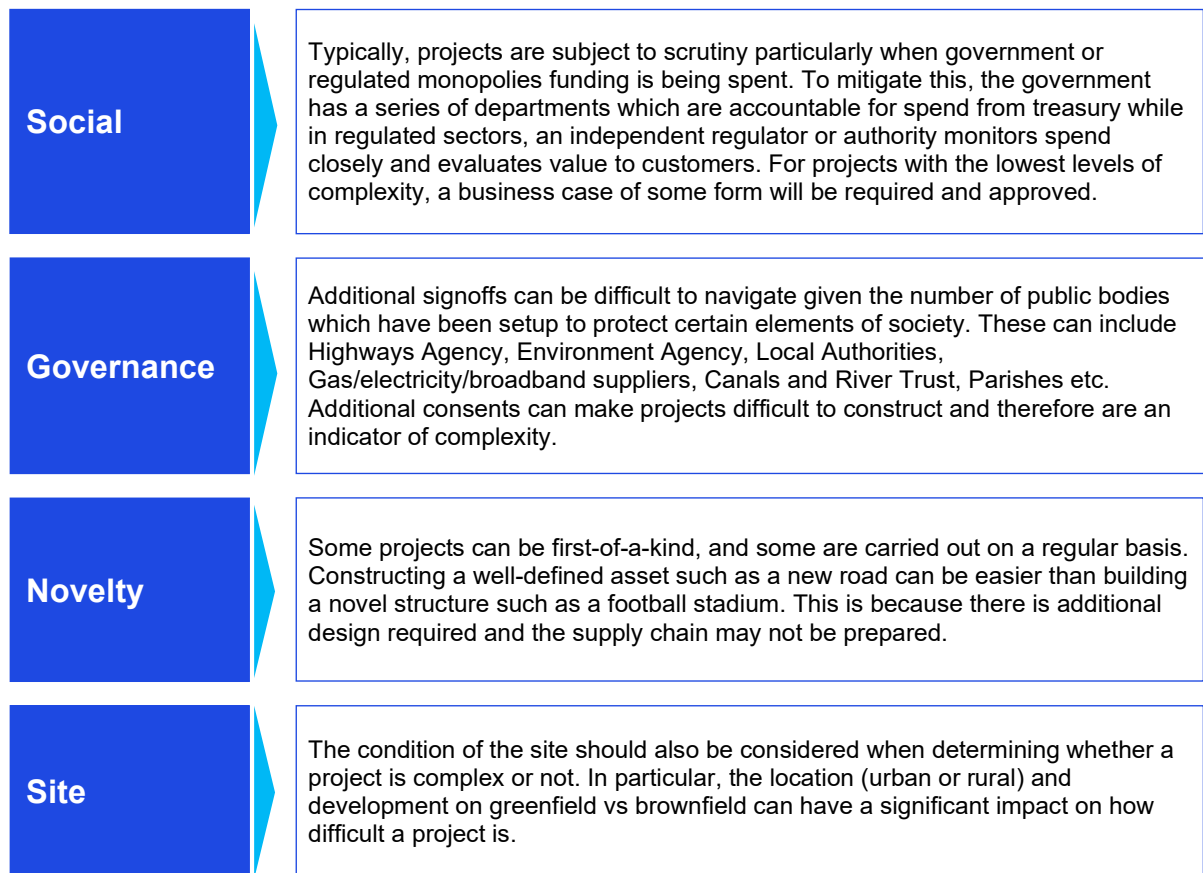 Social
Typically, projects are subject to scrutiny particularly when government or
regulated monopolies funding is being spent. To mitigate this, the government
has a series of departments which are accountable for spend from treasury while
in regulated sectors, an independent regulator or authority monitors spend
closely and evaluates value to customers. For projects with the lowest levels of
complexity, a business case of some form will be required and approved.
Governance
Additional signoffs can be difficult to navigate given the number of public bodies
which have been setup to protect certain elements of society. These can include
Highways Agency, Environment Agency, Local Authorities,
Gas/electricity/broadband suppliers, Canals and River Trust, Parishes etc.
Additional consents can make projects difficult to construct and therefore are an
indicator of complexity.
Novelty
Some projects can be first-of-a-kind, and some are carried out on a regular basis.
Constructing a well-defined asset such as a new road can be easier than building
a novel structure such as a football stadium. This is because there is additional
design required and the supply chain may not be prepared.
Site
The condition of the site should also be considered when determining whether a
project is complex or not. In particular, the location (urban or rural) and
development on greenfield vs brownfield can have a significant impact on how
difficult a project is.